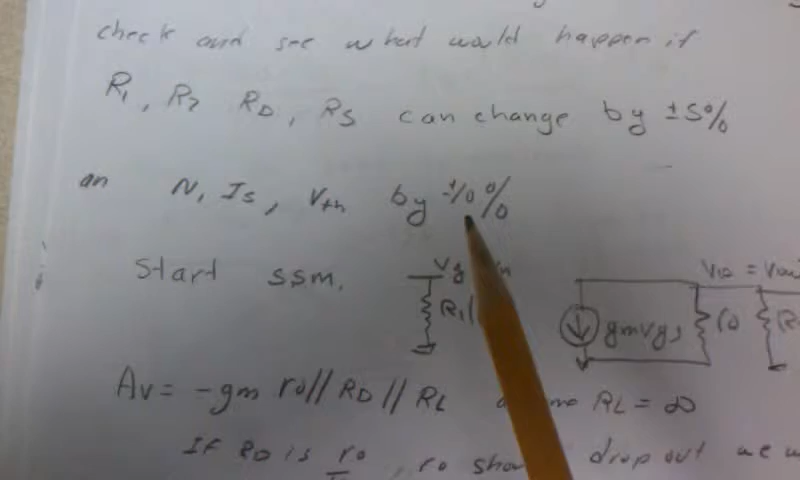 check and see what would happen if
R1, R2 RD, RS can change by ±5%
an N, Is, Vth by ±10%
Start ssm. Vg in
R1 gmvgs ro
Av = -gm ro // RD // RL RL = ∞
If RD is ro, ro drop out we